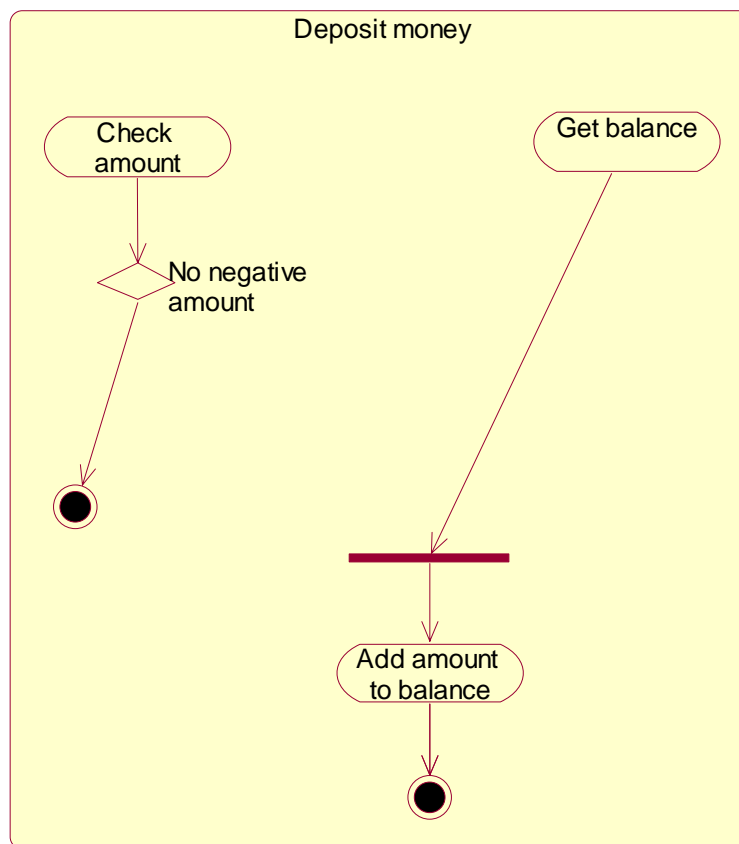 Deposit money
Check
amount
Get balance
No negative
amount
Add amount
to balance